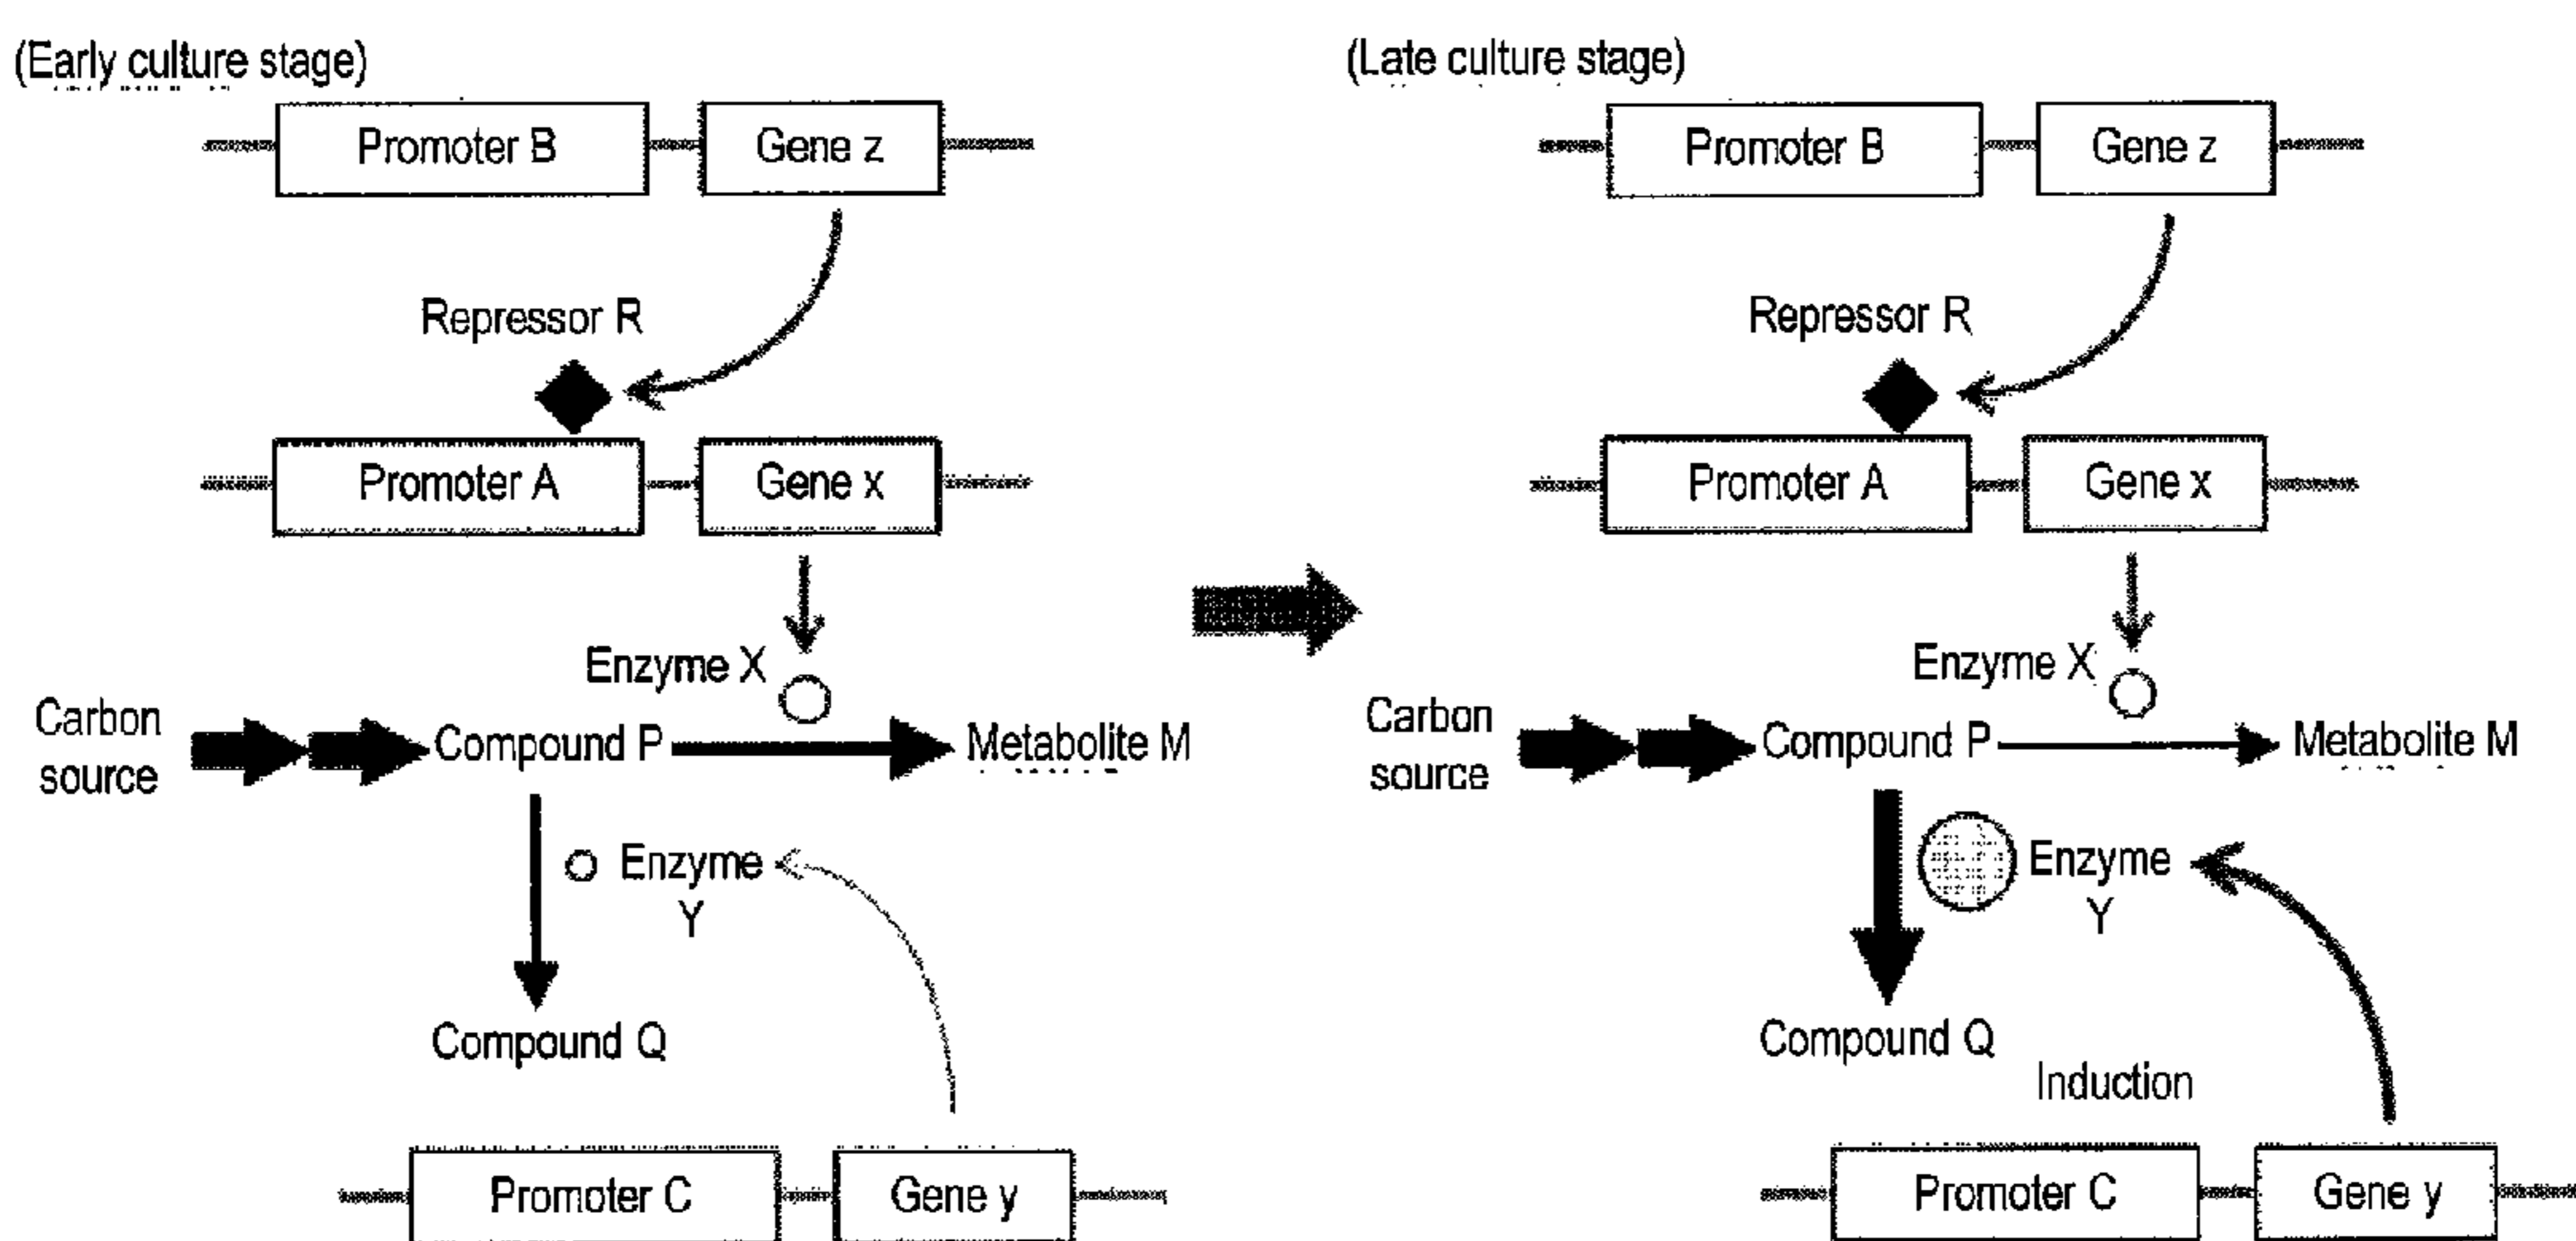 (Early culture stage)
Promoter B
Gene z
Repressor R
Promoter A
Gene x
Enzyme X
Carbon
source
Compound P
Metabolite M
Enzyme
Y
Compound Q
Promoter C
Gene y
(Late culture stage)
Promoter B
Gene z
Repressor R
Promoter A
Gene x
Enzyme X
Carbon
source
Compound P
Metabolite M
Enzyme
Y
Compound Q
Induction
Promoter C
Gene y